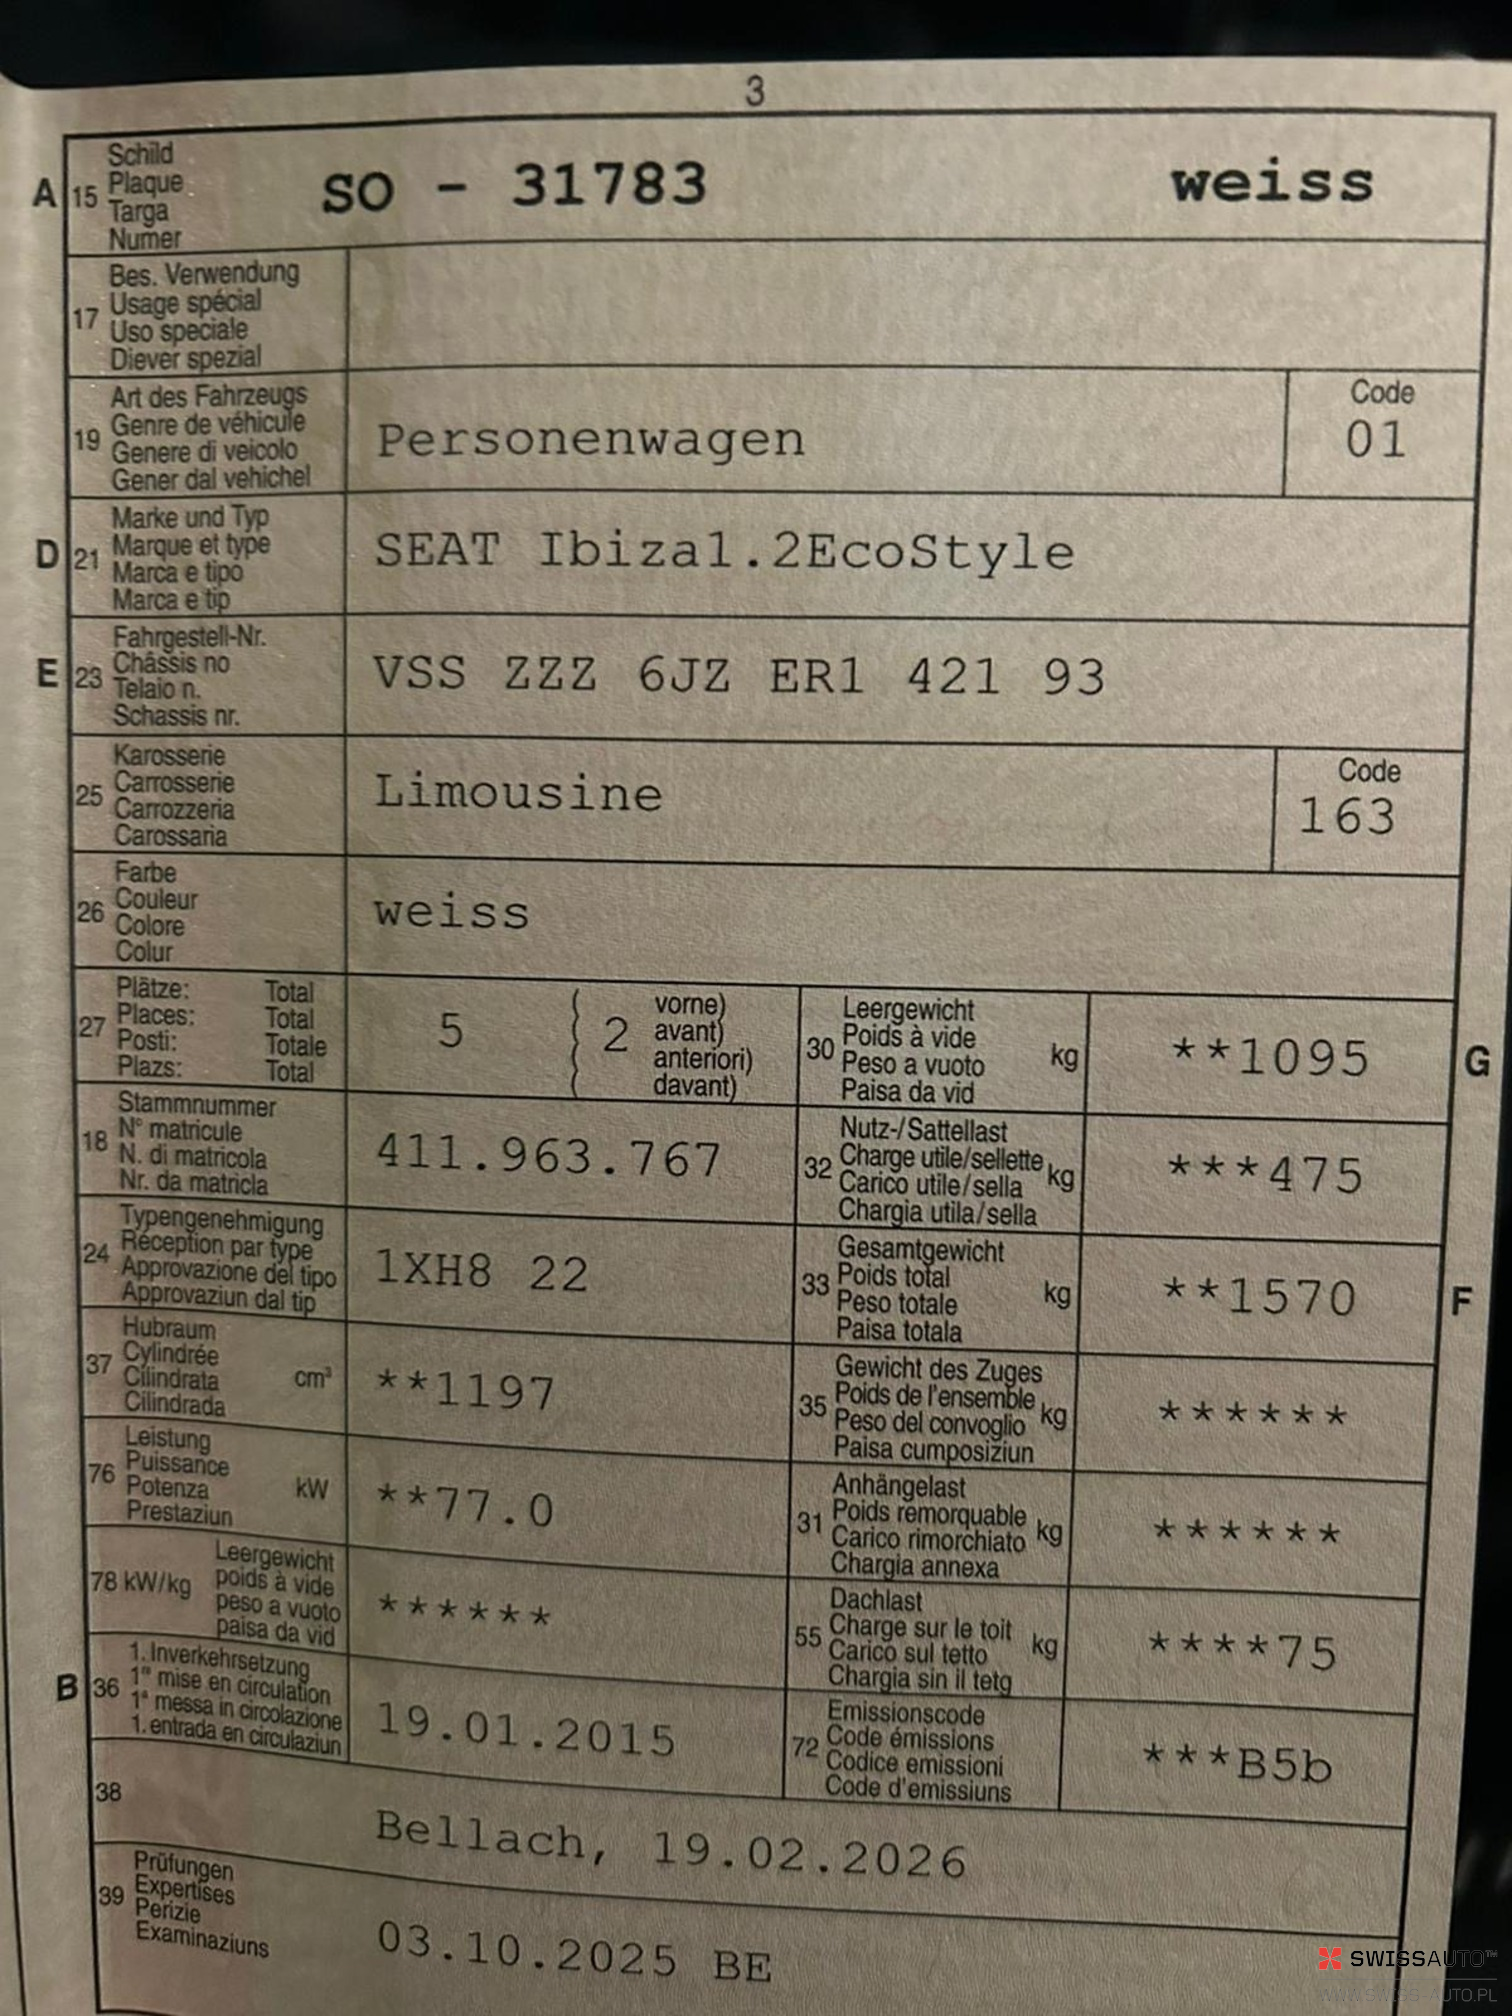 3
A 15 Schild
Plaque
Targa
Numer
SO - 31783 weiss
17 Bes. Verwendung
Usage spécial
Uso speciale
Diever spezial
19 Art des Fahrzeugs
Genre de véhicule
Genere di veicolo
Gener dal vehichel
Personenwagen
Code
01
D 21 Marke und Typ
Marque et type
Marca e tipo
Marca e tip
SEAT Ibiza1.2EcoStyle
E 23 Fahrgestell-Nr.
Châssis no
Telaio n.
Schassis nr.
VSS ZZZ 6JZ ER1 421 93
25 Karosserie
Carrosserie
Carrozzeria
Carossaria
Limousine
Code
163
26 Farbe
Couleur
Colore
Colur
weiss
27 Plätze: Total
Places: Total
Posti: Totale
Plazs: Total
5 ( 2 vorne)
( avant)
( anteriori)
( davant)
30 Leergewicht
Poids à vide
Peso a vuoto
Paisa da vid
kg **1095 G
18 Stammnummer
N° matricule
N. di matricola
Nr. da matricla
411.963.767
32 Nutz-/Sattellast
Charge utile/sellette
Carico utile/sella
Chargia utila/sella
kg ***475
24 Typengenehmigung
Réception par type
Approvazione del tipo
Approvaziun dal tip
1XH8 22
33 Gesamtgewicht
Poids total
Peso totale
Paisa totala
kg **1570 F
37 Hubraum
Cylindrée
Cilindrata
Cilindrada
cm³ **1197
35 Gewicht des Zuges
Poids de l'ensemble
Peso del convoglio
Paisa cumposiziun
kg ******
76 Leistung
Puissance
Potenza
Prestaziun
kW **77.0
31 Anhängelast
Poids remorquable
Carico rimorchiato
Chargia annexa
kg ******
78 kW/kg Leergewicht
poids à vide
peso a vuoto
paisa da vid
******
55 Dachlast
Charge sur le toit
Carico sul tetto
Chargia sin il tetg
kg ****75
B 36 1. Inverkehrsetzung
1re mise en circulation
1a messa in circolazione
1. entrada en circulaziun
19.01.2015
72 Emissionscode
Code émissions
Codice emissioni
Code d'emissiuns
***B5b
38
Bellach, 19.02.2026
39 Prüfungen
Expertises
Perizie
Examinaziuns
03.10.2025 BE
SWISSAUTO™
WWW.SWISS-AUTO.PL